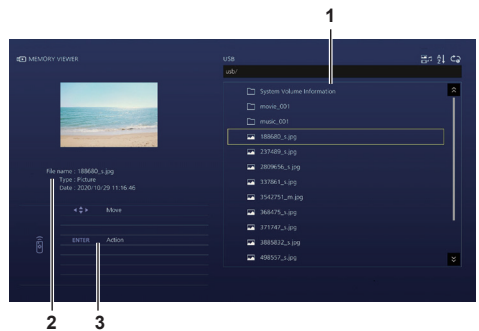 1
MEMORY VIEWER
USB
usb/
System Volume Information
movie_001
music_001
188680_s.jpg
237489_s.jpg
2809656_s.jpg
337861_s.jpg
3542751_m.jpg
368475_s.jpg
371747_s.jpg
3885832_s.jpg
498557_s.jpg
File name : 188680_s.jpg
Type : Picture
Date : 2020/10/29 11:16.46
Move
ENTER Action
2 3